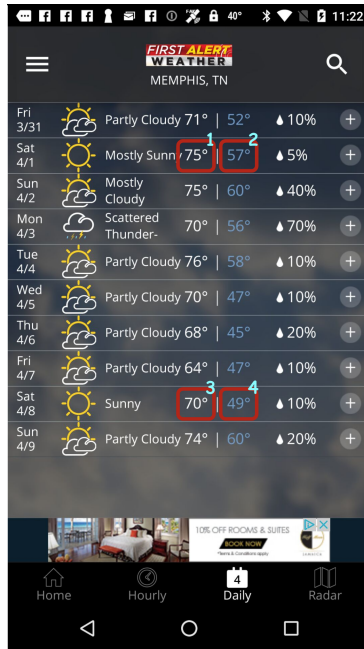 40° 11:22
FIRST ALERT
WEATHER
MEMPHIS, TN
Fri 3/31 Partly Cloudy 71° | 52° 10% +
1 2
Sat 4/1 Mostly Sunny 75° | 57° 5% +
Sun 4/2 Mostly Cloudy 75° | 60° 40% +
Mon 4/3 Scattered Thunder- 70° | 56° 70% +
Tue 4/4 Partly Cloudy 76° | 58° 10% +
Wed 4/5 Partly Cloudy 70° | 47° 10% +
Thu 4/6 Partly Cloudy 68° | 45° 20% +
Fri 4/7 Partly Cloudy 64° | 47° 10% +
3 4
Sat 4/8 Sunny 70° | 49° 10% +
Sun 4/9 Partly Cloudy 74° | 60° 20% +
10% OFF ROOMS & SUITES
BOOK NOW
*Terms & Conditions apply
JAMAICA
4
Home Hourly Daily Radar